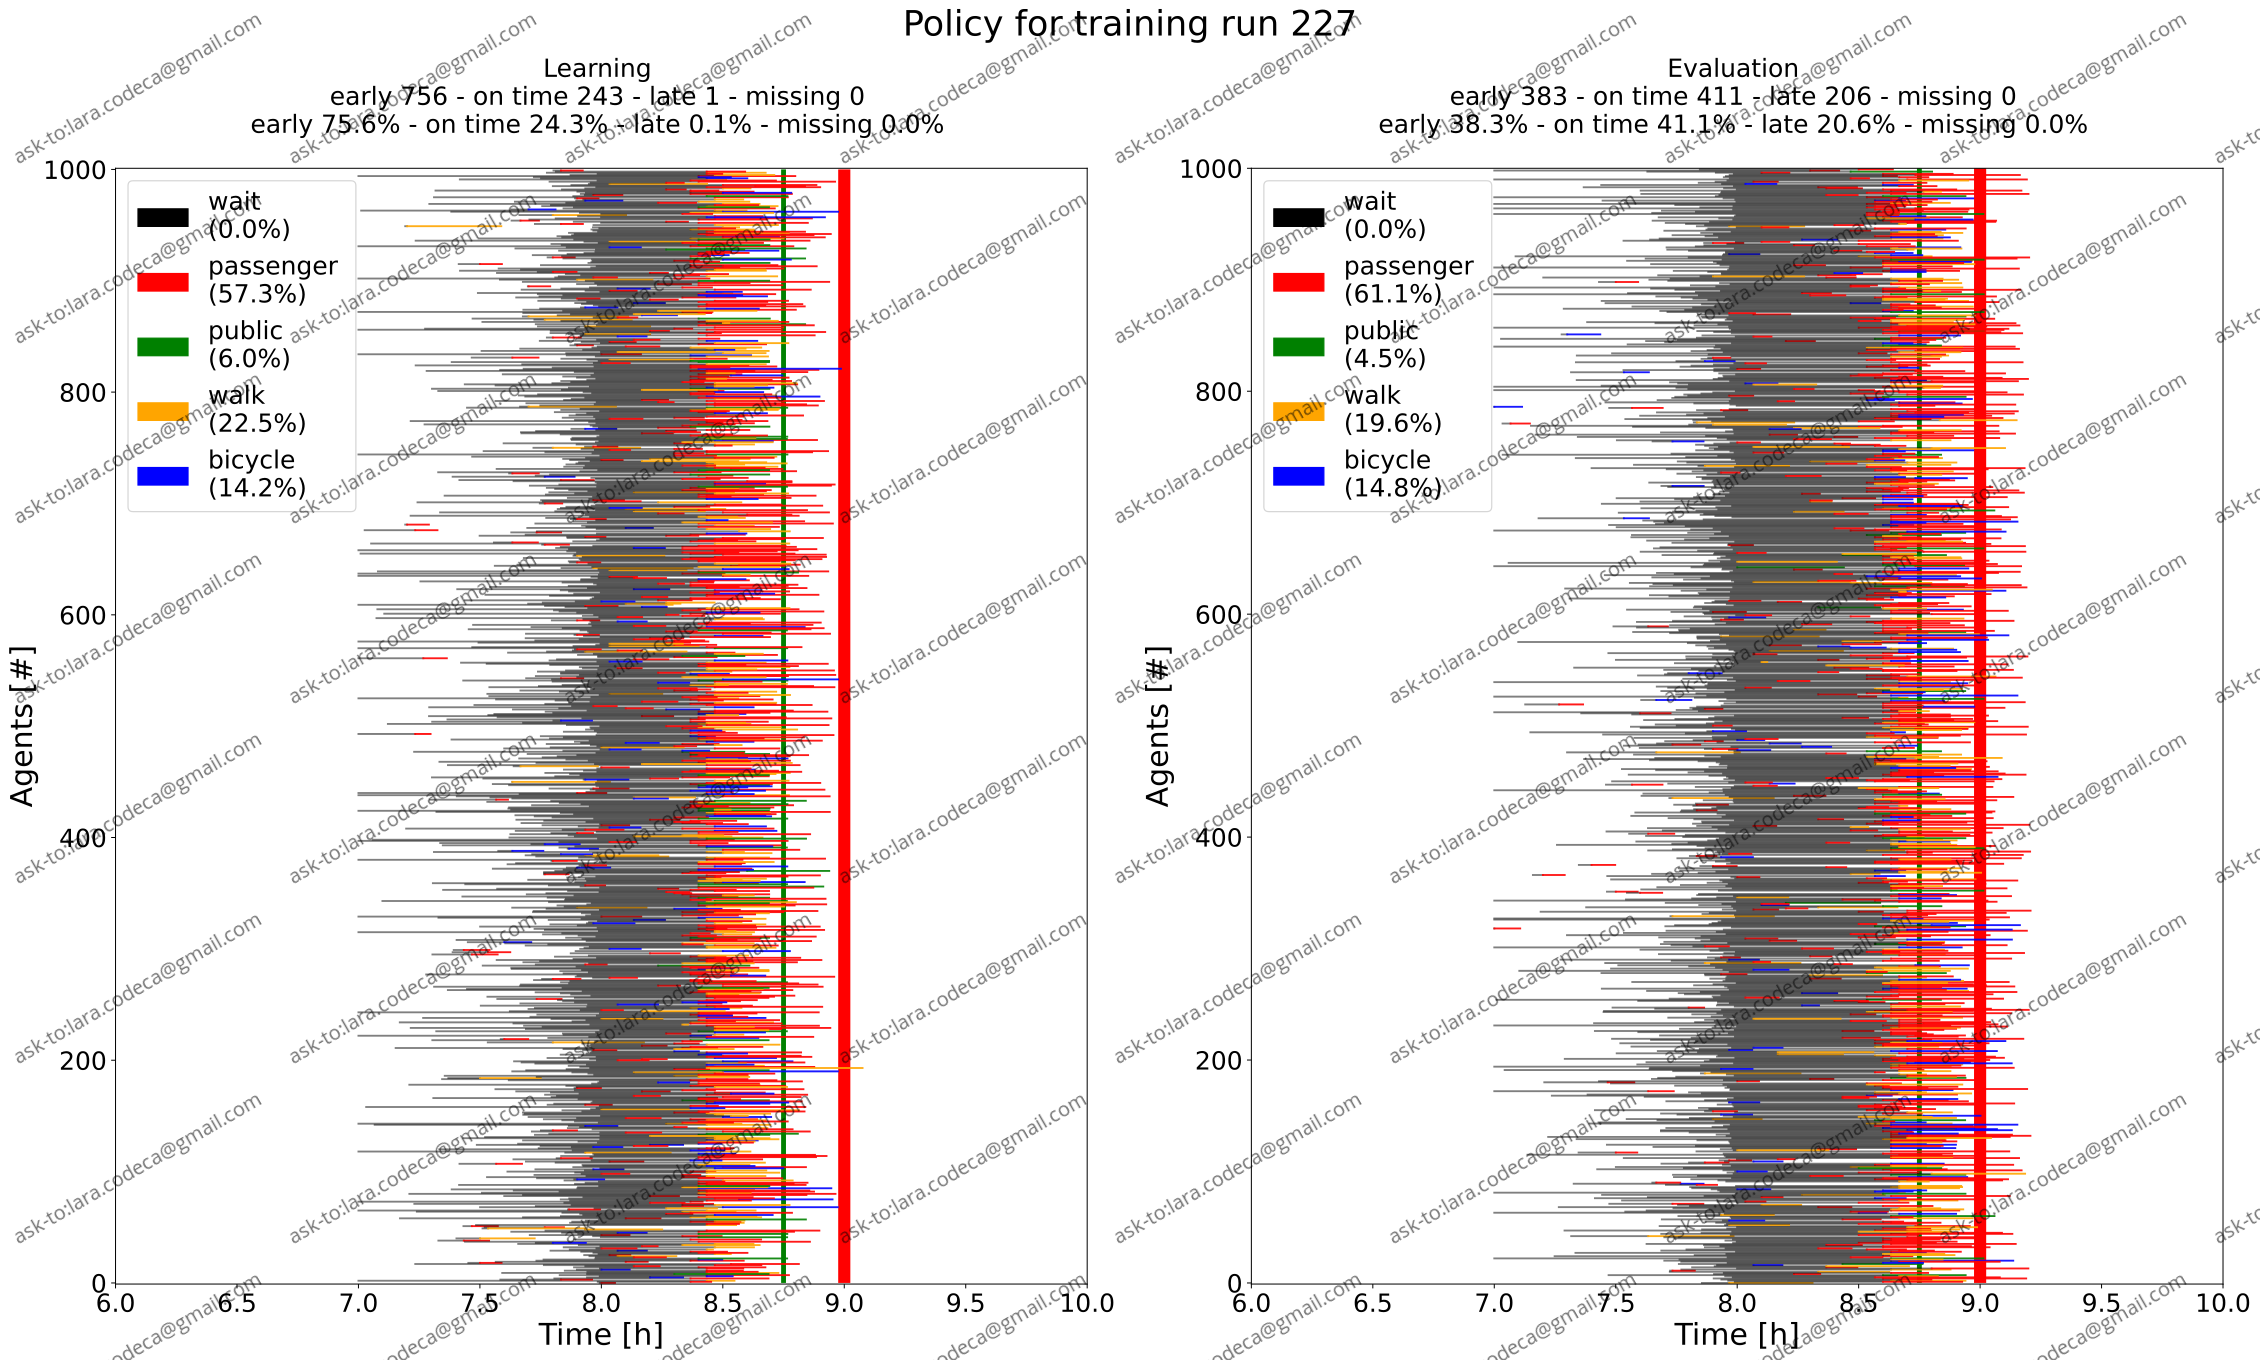 Policy for training run 227
Learning
early 756 - on time 243 - late 1 - missing 0
early 75.6% - on time 24.3% - late 0.1% - missing 0.0%
Evaluation
early 383 - on time 411 - late 206 - missing 0
early 38.3% - on time 41.1% - late 20.6% - missing 0.0%
wait
(0.0%)
passenger
(57.3%)
public
(6.0%)
walk
(22.5%)
bicycle
(14.2%)
1000
800
600
400
200
0
Agents [#]
6.0 6.5 7.0 7.5 8.0 8.5 9.0 9.5 10.0
Time [h]
wait
(0.0%)
passenger
(61.1%)
public
(4.5%)
walk
(19.6%)
bicycle
(14.8%)
1000
800
600
400
200
0
Agents [#]
6.0 6.5 7.0 7.5 8.0 8.5 9.0 9.5 10.0
Time [h]
ask-to:lara.codeca@gmail.com